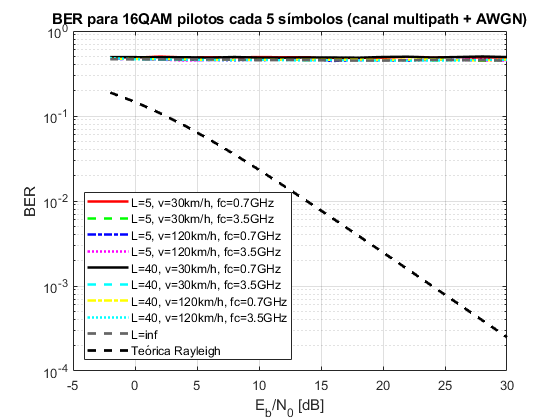 BER para 16QAM pilotos cada 5 símbolos (canal multipath + AWGN)
10^0
10^-1
10^-2
10^-3
10^-4
BER
L=5, v=30km/h, fc=0.7GHz
L=5, v=30km/h, fc=3.5GHz
L=5, v=120km/h, fc=0.7GHz
L=5, v=120km/h, fc=3.5GHz
L=40, v=30km/h, fc=0.7GHz
L=40, v=30km/h, fc=3.5GHz
L=40, v=120km/h, fc=0.7GHz
L=40, v=120km/h, fc=3.5GHz
L=inf
Teórica Rayleigh
-5 0 5 10 15 20 25 30
E_b/N_0 [dB]